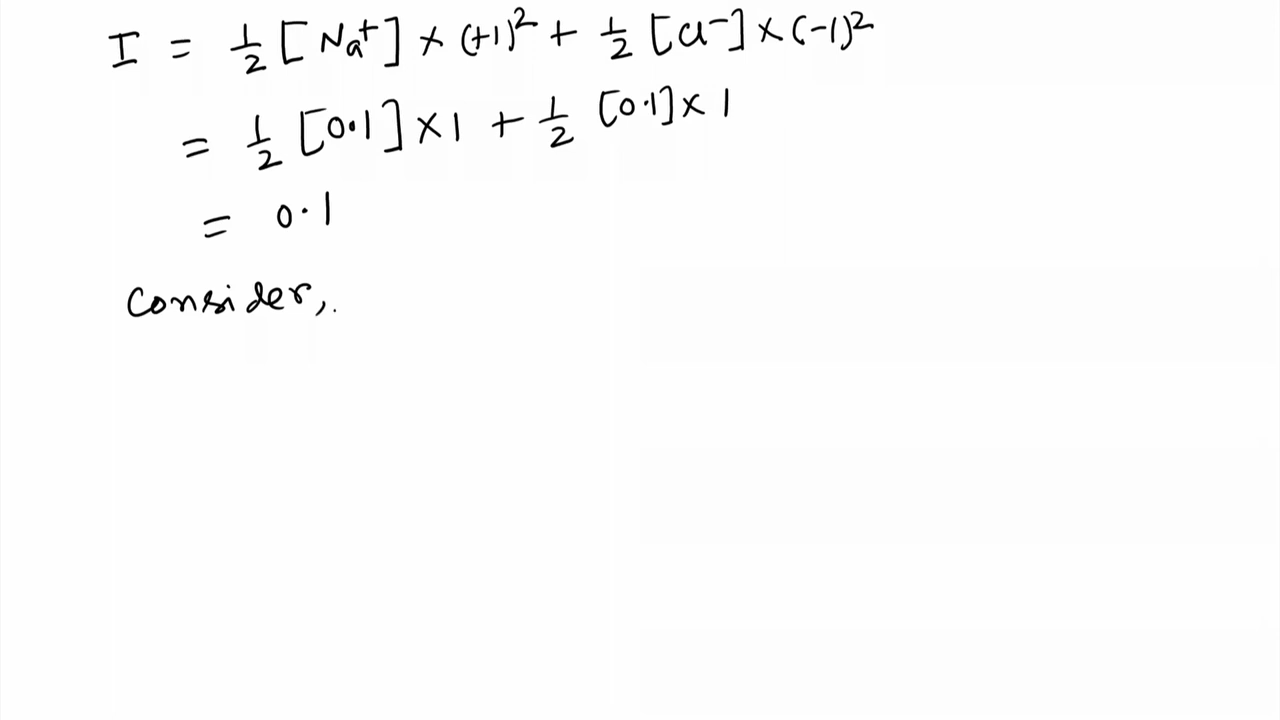 I = 1/2 [Na+] × (+1)² + 1/2 [Cl⁻] × (-1)²
= 1/2 [0.1] × 1 + 1/2 [0.1] × 1
= 0.1
Consider,.